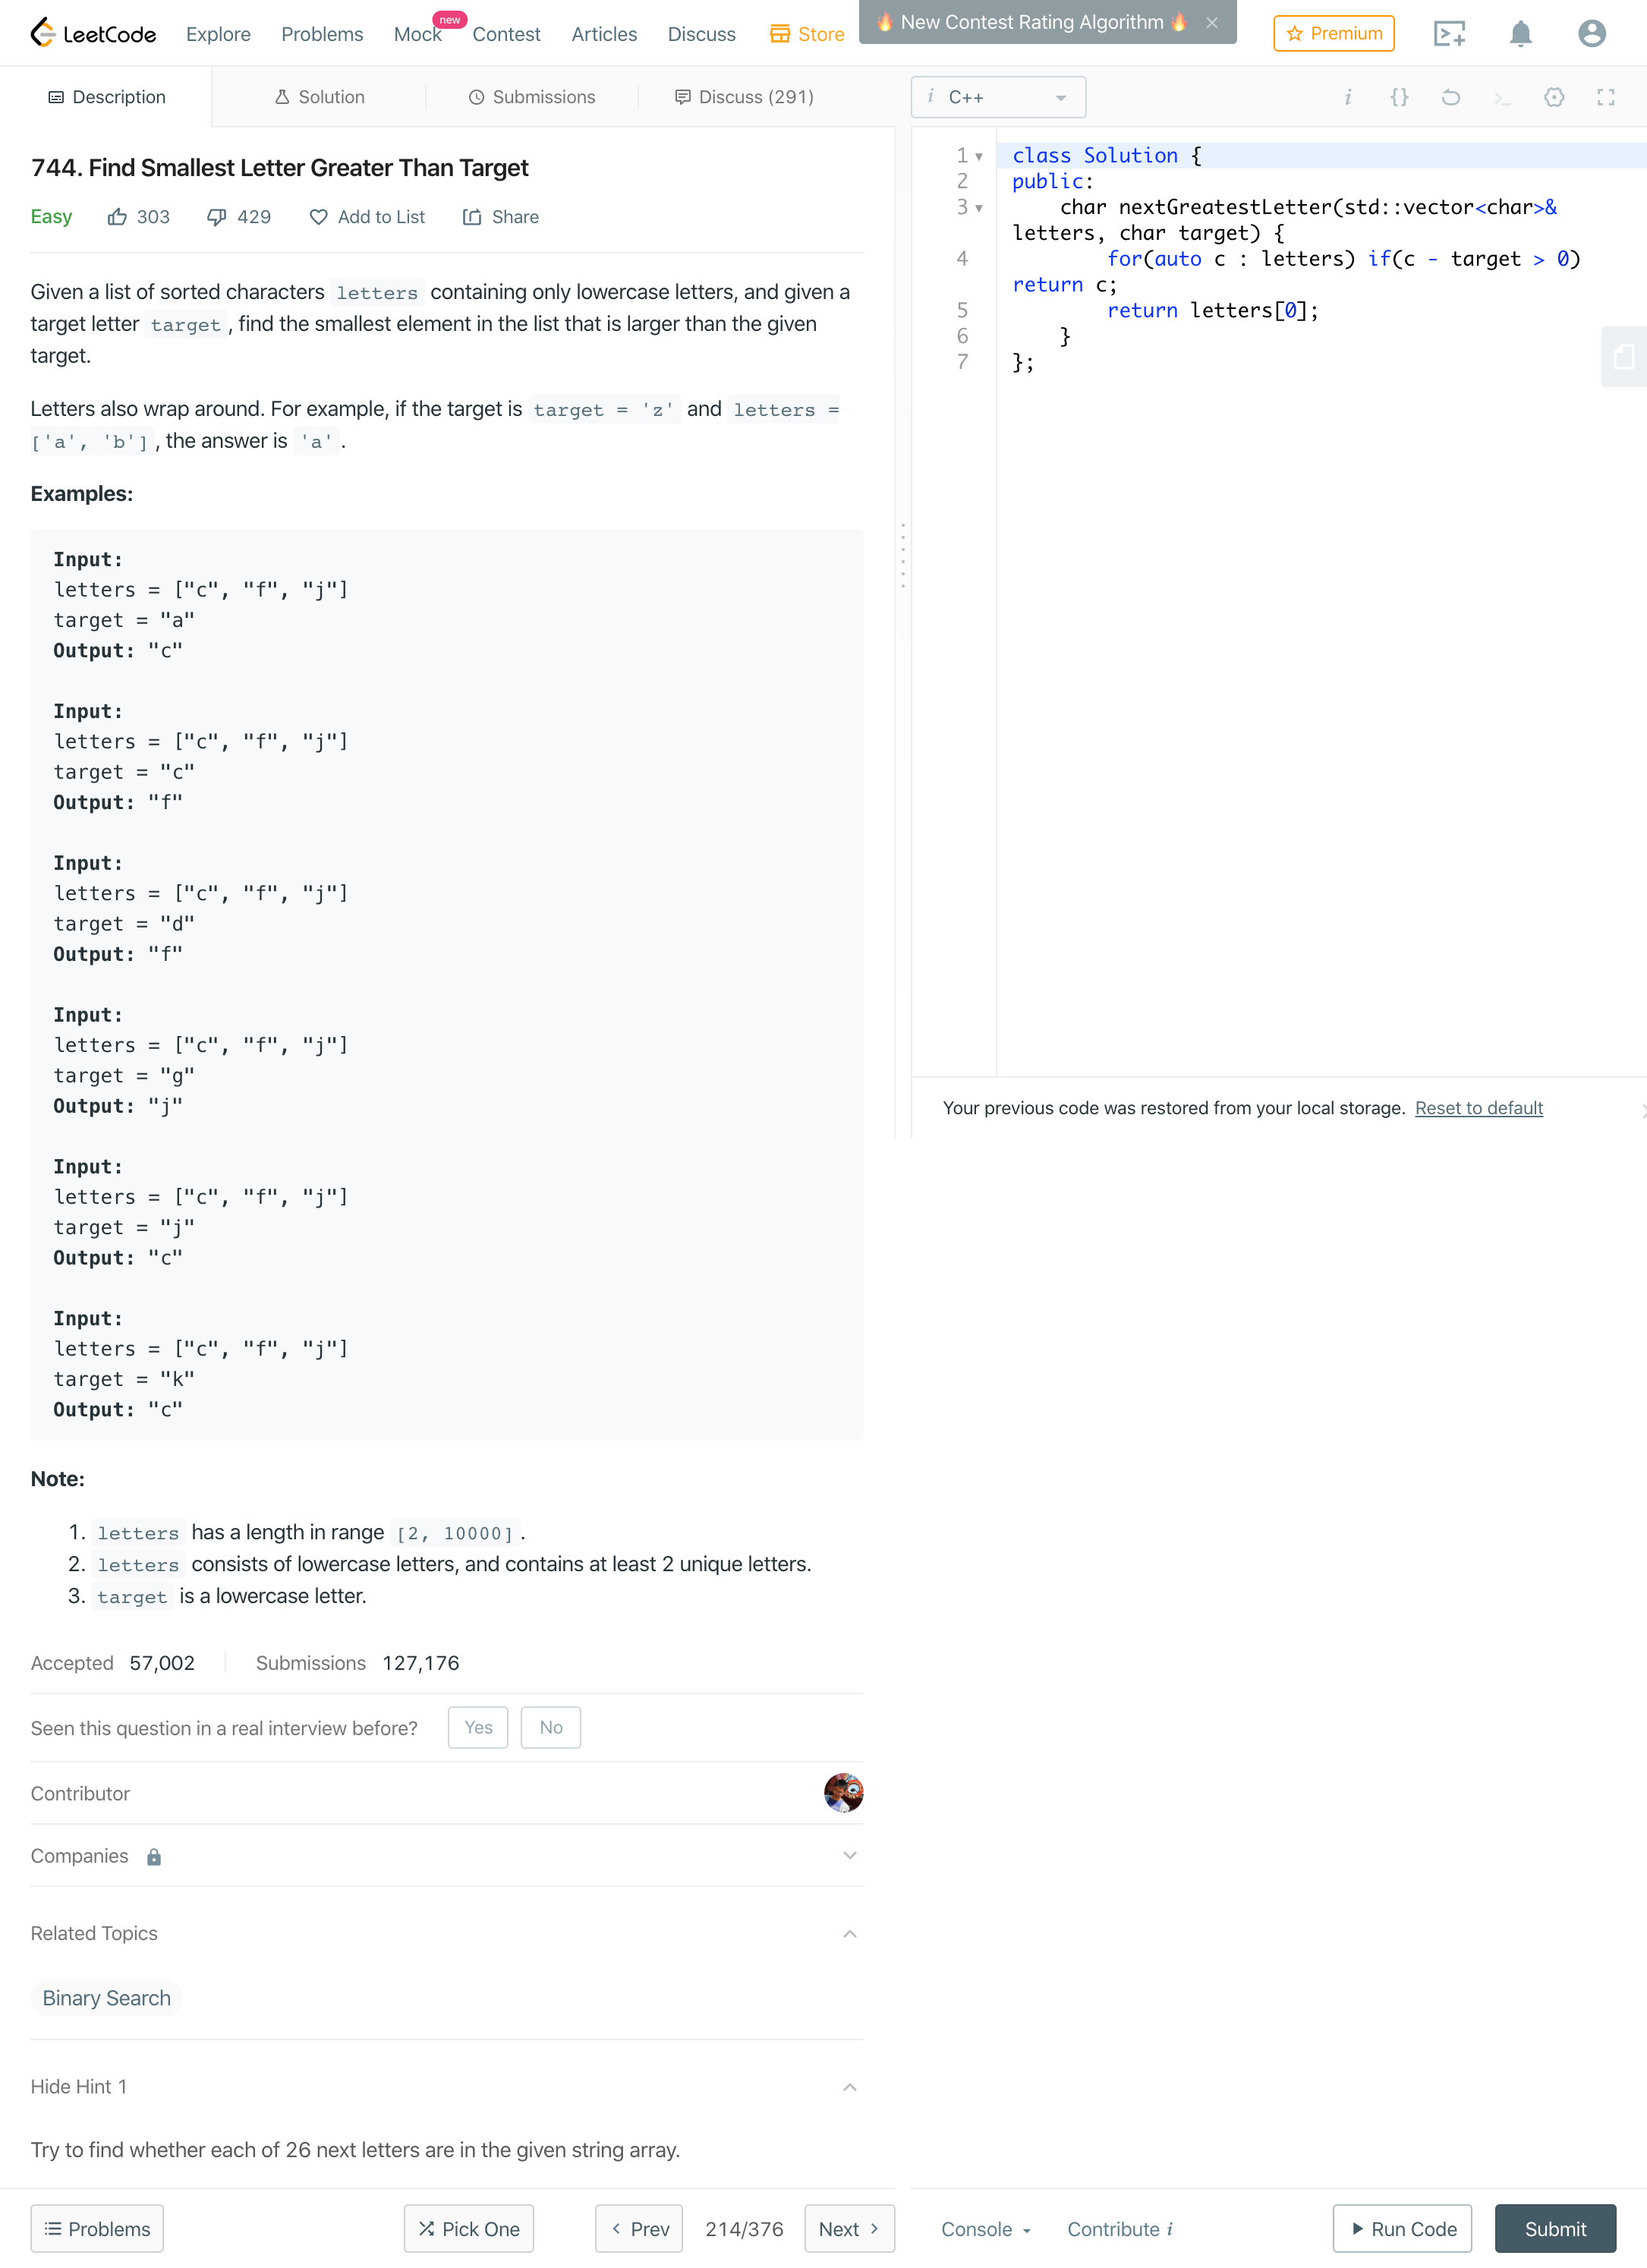 LeetCode
Explore
Problems
Mock
new
Contest
Articles
Discuss
Store
🔥 New Contest Rating Algorithm 🔥 ×
Premium
Description
Solution
Submissions
Discuss (291)
i C++
744. Find Smallest Letter Greater Than Target
Easy 303 429 Add to List Share
Given a list of sorted characters letters containing only lowercase letters, and given a
target letter target , find the smallest element in the list that is larger than the given
target.
Letters also wrap around. For example, if the target is target = 'z' and letters =
['a', 'b'] , the answer is 'a' .
Examples:
Input:
letters = ["c", "f", "j"]
target = "a"
Output: "c"
Input:
letters = ["c", "f", "j"]
target = "c"
Output: "f"
Input:
letters = ["c", "f", "j"]
target = "d"
Output: "f"
Input:
letters = ["c", "f", "j"]
target = "g"
Output: "j"
Input:
letters = ["c", "f", "j"]
target = "j"
Output: "c"
Input:
letters = ["c", "f", "j"]
target = "k"
Output: "c"
Note:
1. letters has a length in range [2, 10000] .
2. letters consists of lowercase letters, and contains at least 2 unique letters.
3. target is a lowercase letter.
Accepted 57,002 Submissions 127,176
Seen this question in a real interview before? Yes No
Contributor
Companies
Related Topics
Binary Search
Hide Hint 1
Try to find whether each of 26 next letters are in the given string array.
Problems
Pick One
Prev
214/376
Next
i {}
1 class Solution {
2 public:
3 char nextGreatestLetter(std::vector<char>&
letters, char target) {
4 for(auto c : letters) if(c - target > 0)
return c;
5 return letters[0];
6 }
7 };
Your previous code was restored from your local storage. Reset to default
Console
Contribute i
Run Code
Submit